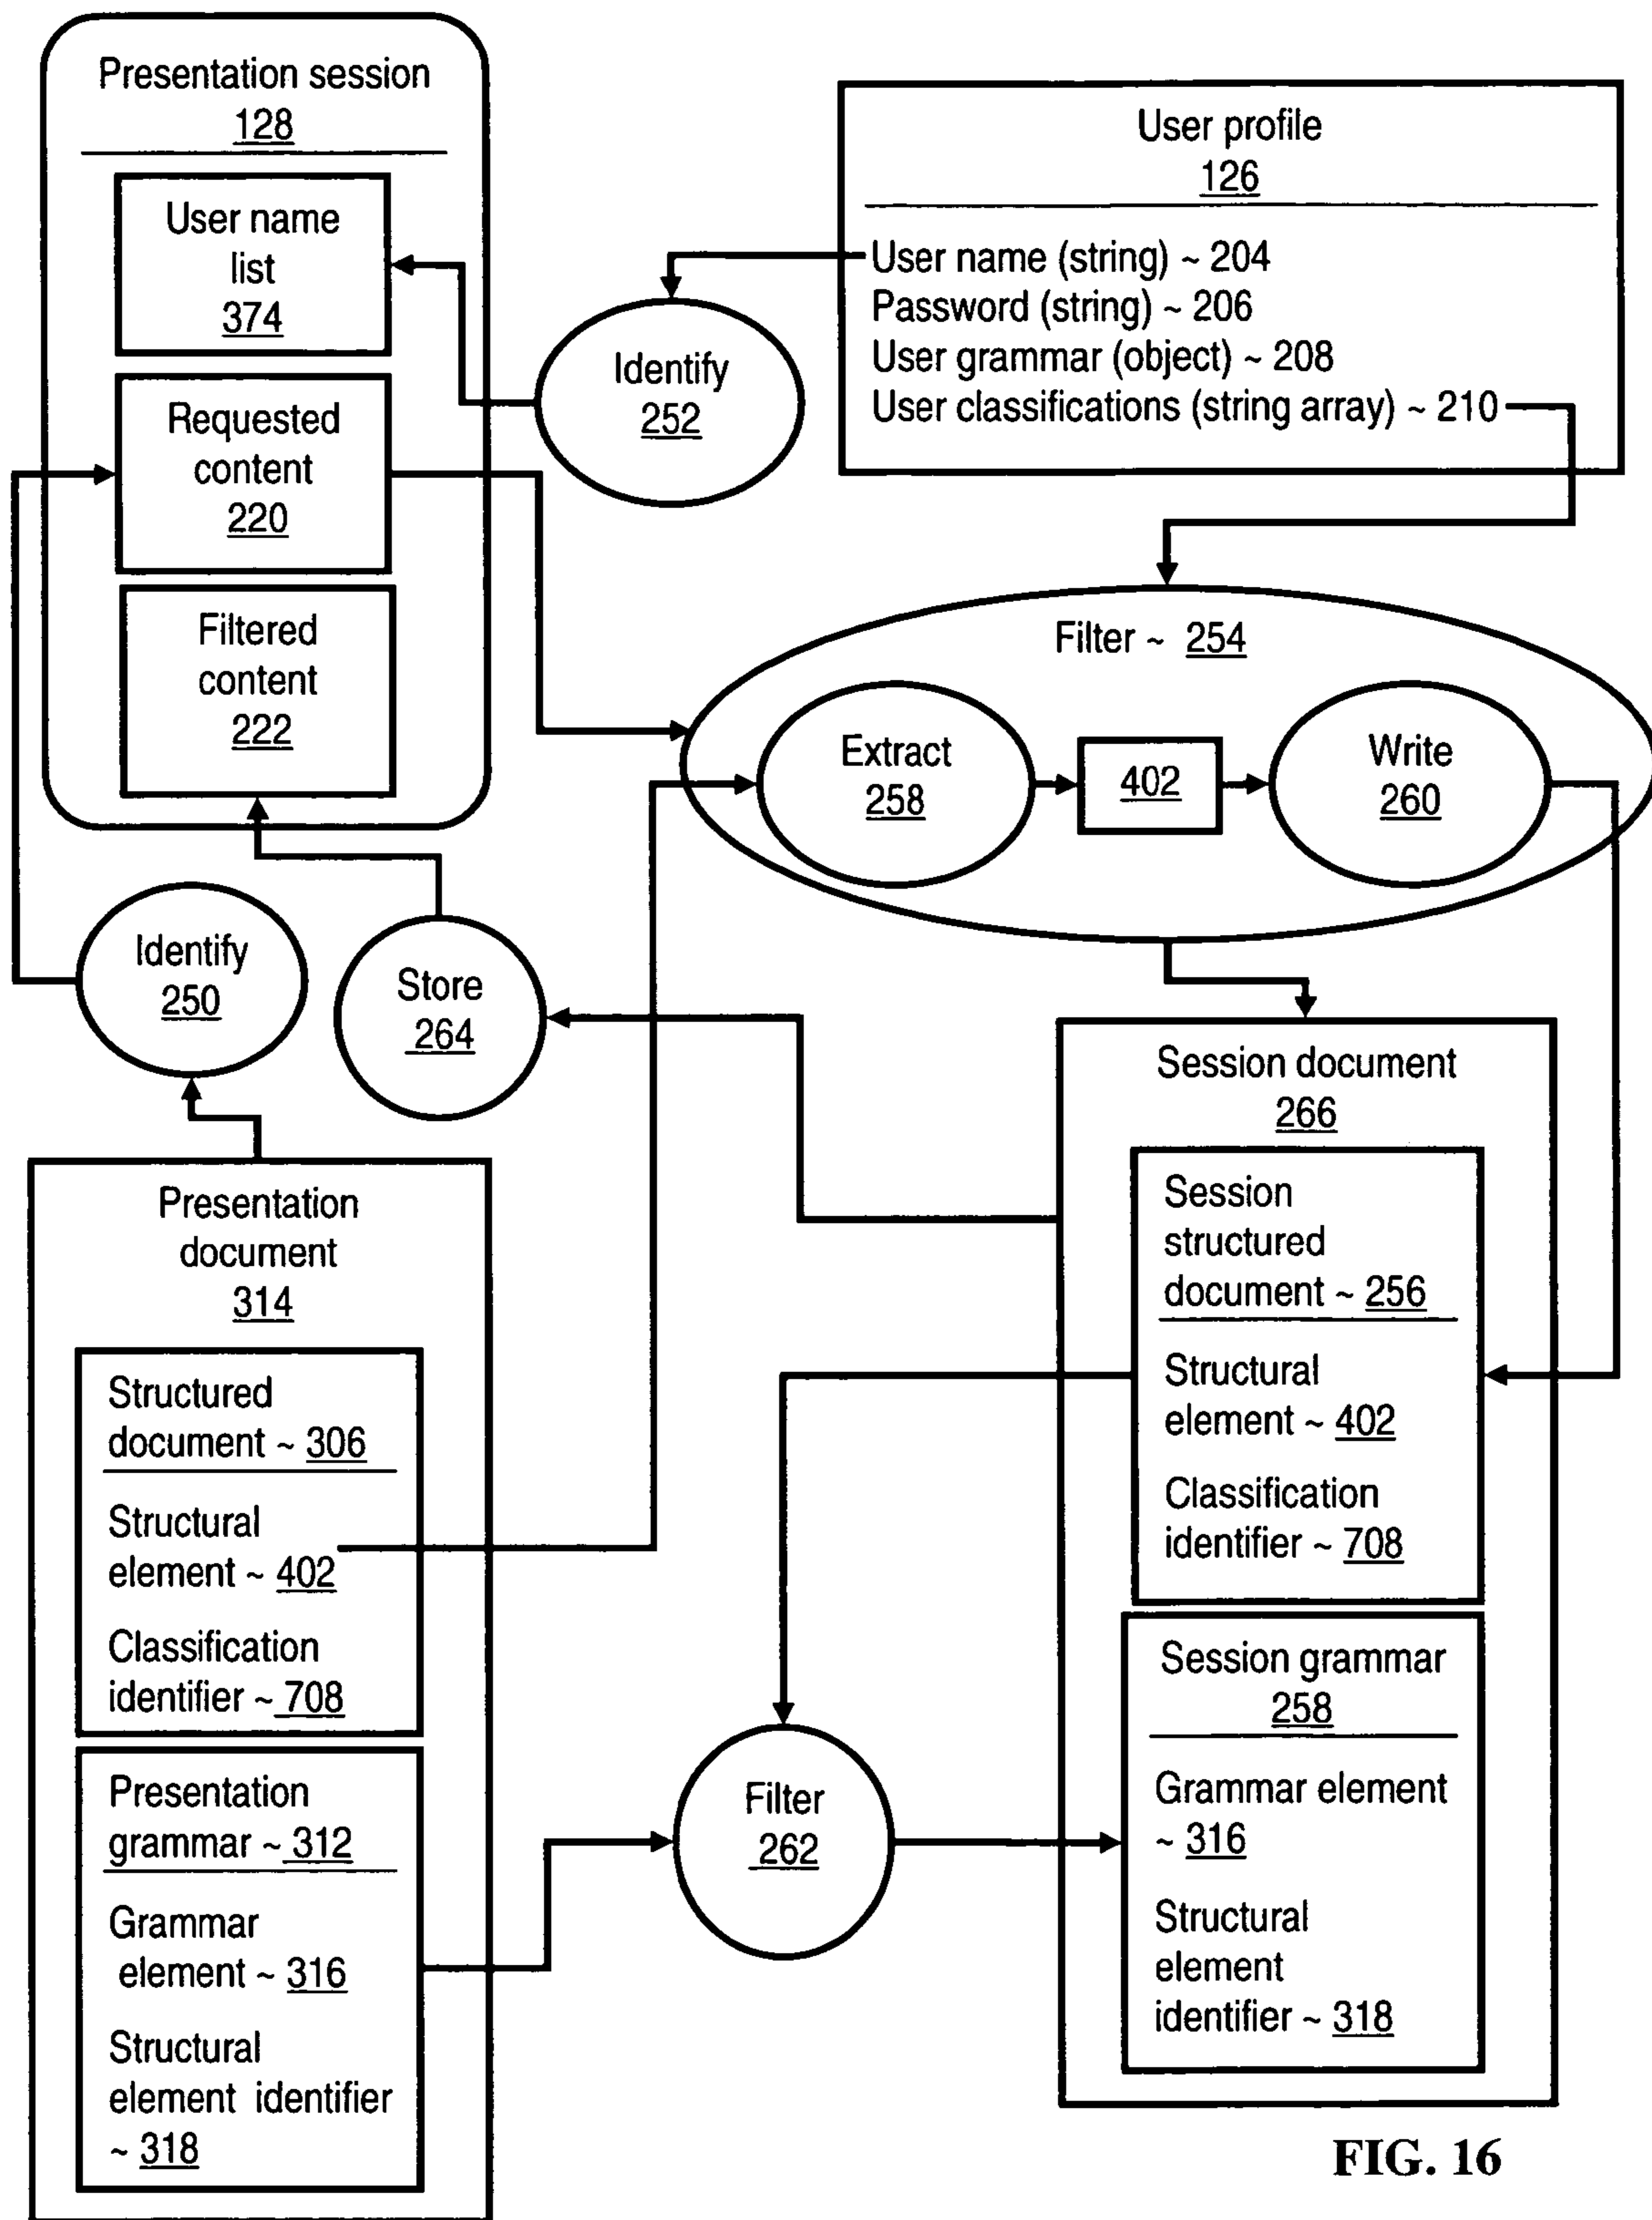 Presentation session
128
User name
list
374
Requested
content
220
Filtered
content
222
User profile
126
User name (string) ~ 204
Password (string) ~ 206
User grammar (object) ~ 208
User classifications (string array) ~ 210
Identify
252
Filter ~ 254
Extract
258
402
Write
260
Identify
250
Store
264
Presentation
document
314
Structured
document ~ 306
Structural
element ~ 402
Classification
identifier ~ 708
Presentation
grammar ~ 312
Grammar
element ~ 316
Structural
element identifier
~ 318
Filter
262
Session document
266
Session
structured
document ~ 256
Structural
element ~ 402
Classification
identifier ~ 708
Session grammar
258
Grammar element
~ 316
Structural
element
identifier ~ 318
FIG. 16